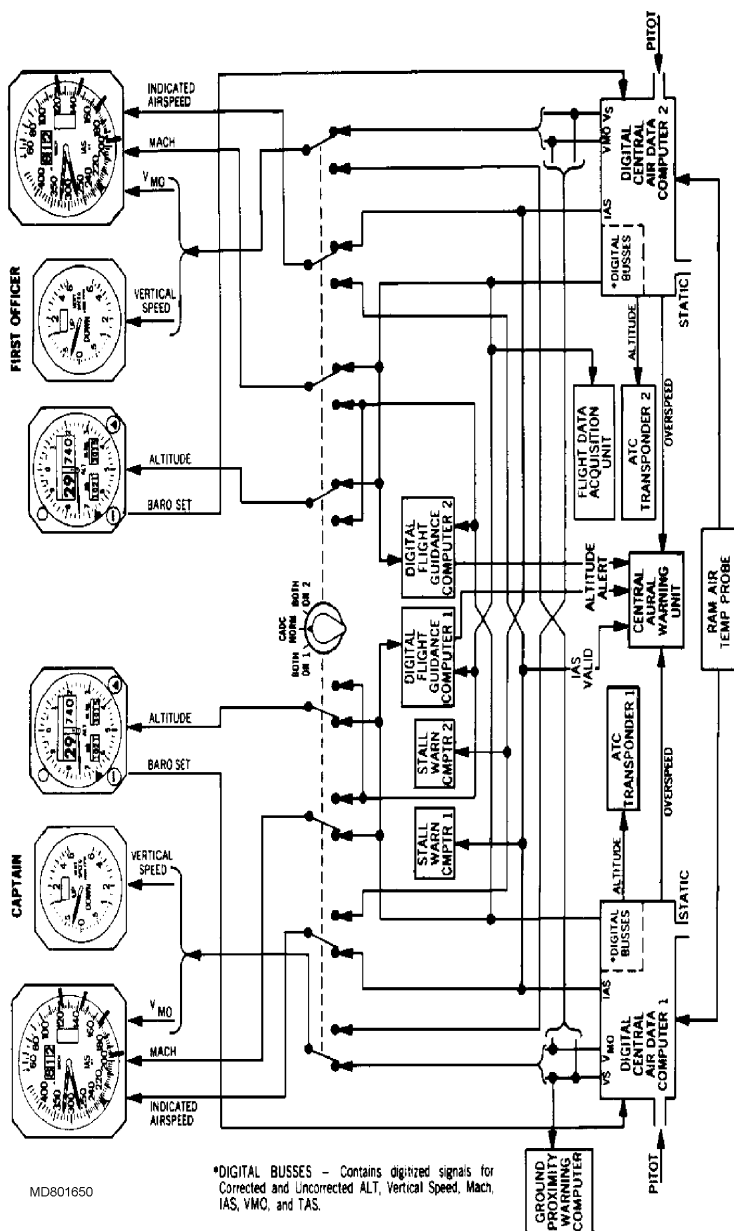 CAPTAIN
FIRST OFFICER
INDICATED
AIRSPEED
MACH
VMO
VERTICAL
SPEED
BARO SET
ALTITUDE
BARO SET
ALTITUDE
VERTICAL
SPEED
VMO
MACH
INDICATED
AIRSPEED
CADC
BOTH
ON 1
NORM
BOTH
ON 2
STALL
WARN
CMPTR 1
STALL
WARN
CMPTR 2
DIGITAL
FLIGHT
GUIDANCE
COMPUTER 1
DIGITAL
FLIGHT
GUIDANCE
COMPUTER 2
GROUND
PROXIMITY
WARNING
COMPUTER
VS
VMO
IAS
*DIGITAL
BUSSES
DIGITAL
CENTRAL
AIR DATA
COMPUTER 1
PITOT
STATIC
ALTITUDE
ATC
TRANSPONDER 1
OVERSPEED
IAS
VALID
ALTITUDE
ALERT
CENTRAL
AURAL
WARNING
UNIT
RAM AIR
TEMP PROBE
FLIGHT DATA
ACQUISITION
UNIT
ALTITUDE
ATC
TRANSPONDER 2
OVERSPEED
*DIGITAL
BUSSES
IAS
VMO
VS
DIGITAL
CENTRAL
AIR DATA
COMPUTER 2
STATIC
PITOT
*DIGITAL BUSSES – Contains digitized signals for
Corrected and Uncorrected ALT, Vertical Speed, Mach,
IAS, VMO, and TAS.
MD801650